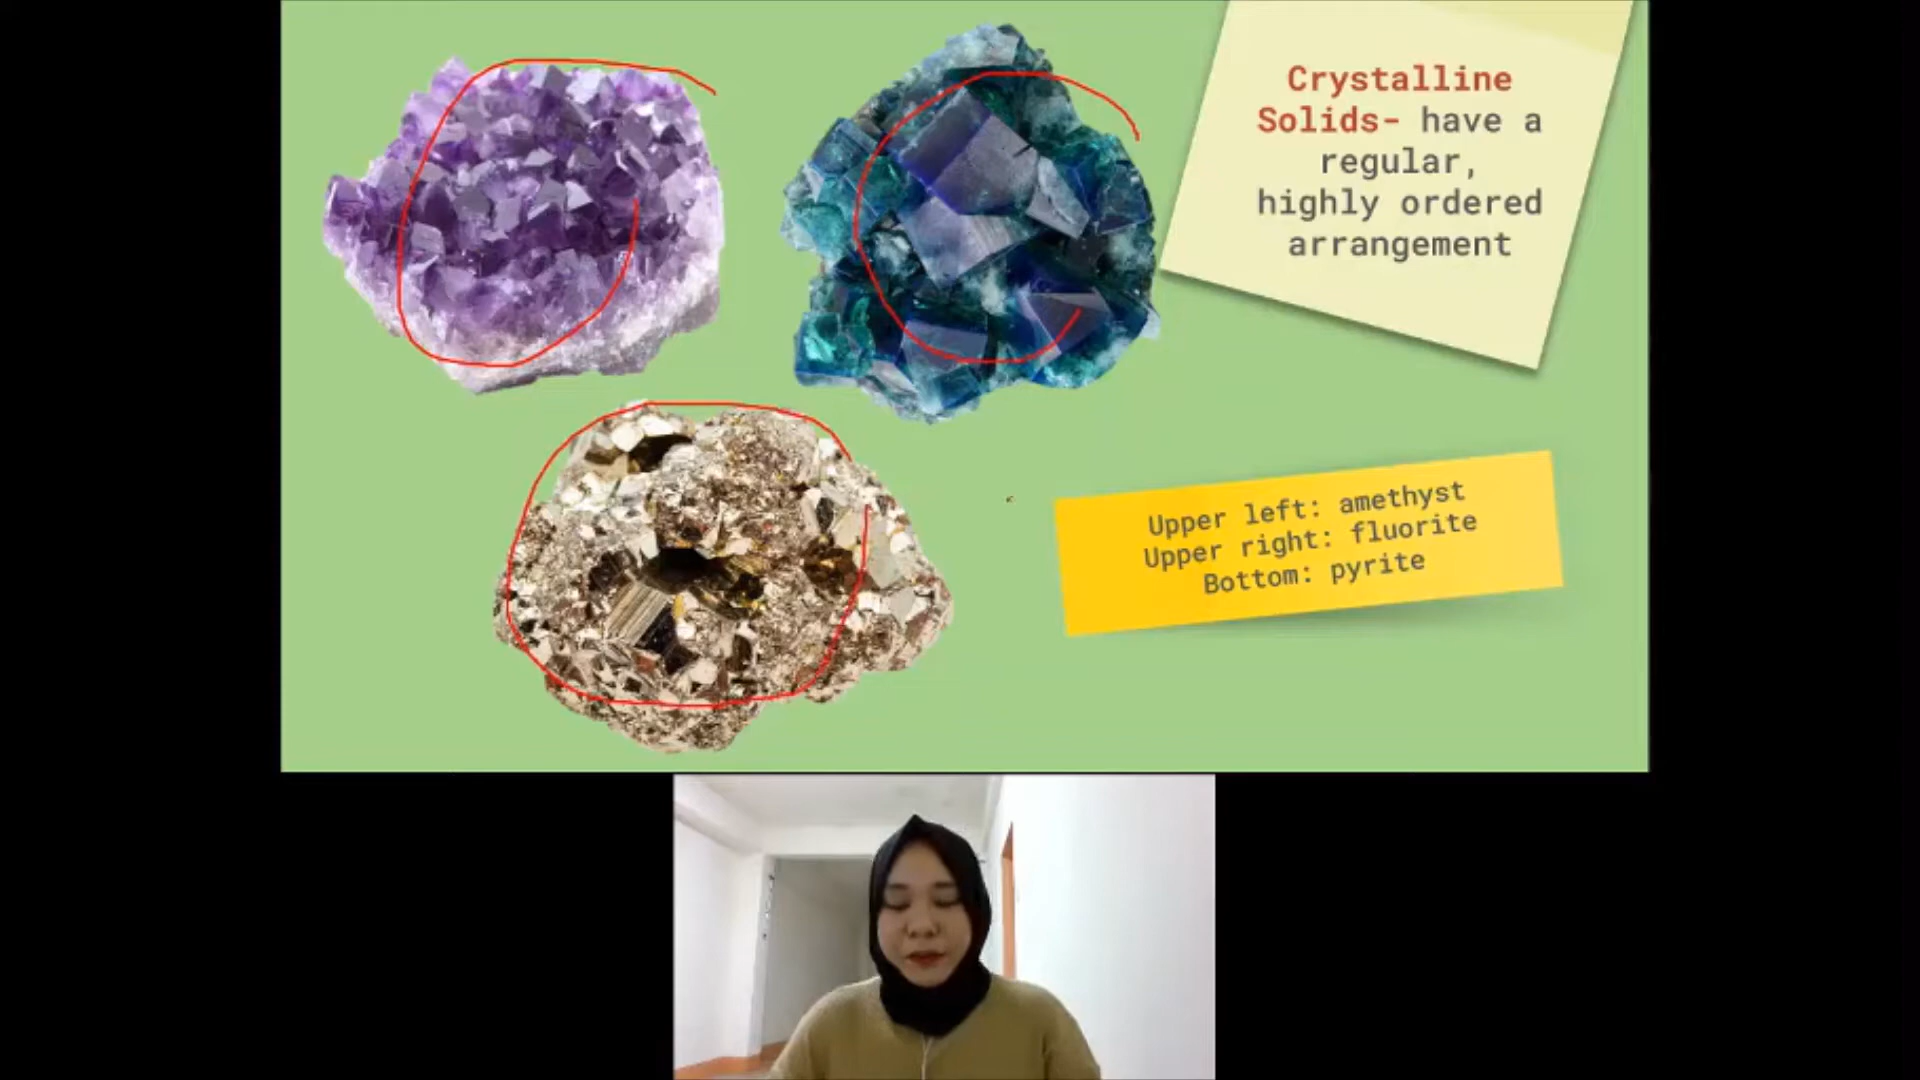 Crystalline
Solids- have a
regular,
highly ordered
arrangement
Upper left: amethyst
Upper right: fluorite
Bottom: pyrite